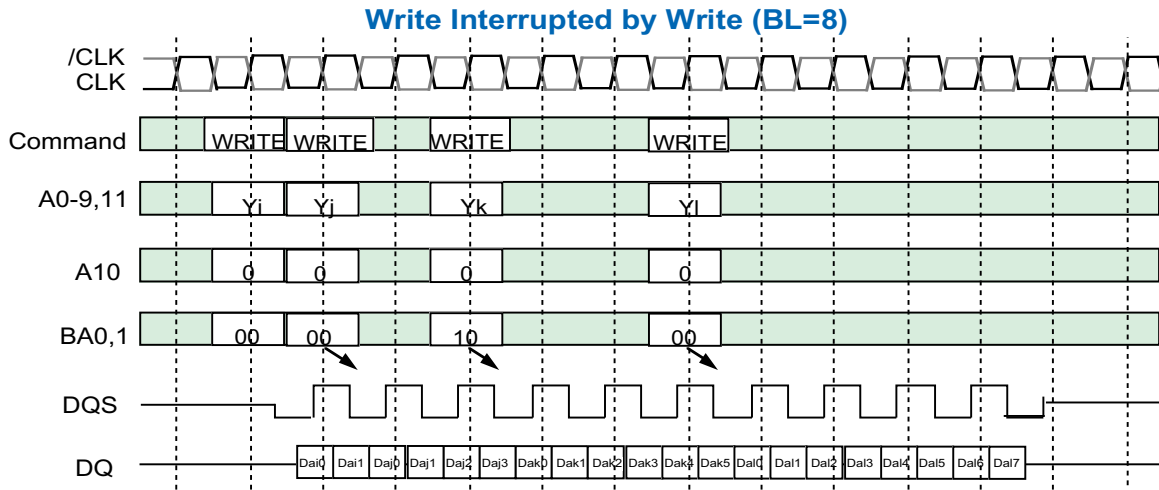 Write Interrupted by Write (BL=8)
/CLK
CLK
Command WRITE WRITE WRITE WRITE
A0-9,11 Yi Yj Yk Yl
A10 0 0 0 0
BA0,1 00 00 10 00
DQS
DQ Dai0 Dai1 Daj0 Daj1 Daj2 Daj3 Dak0 Dak1 Dak2 Dak3 Dak4 Dak5 Dal0 Dal1 Dal2 Dal3 Dal4 Dal5 Dal6 Dal7